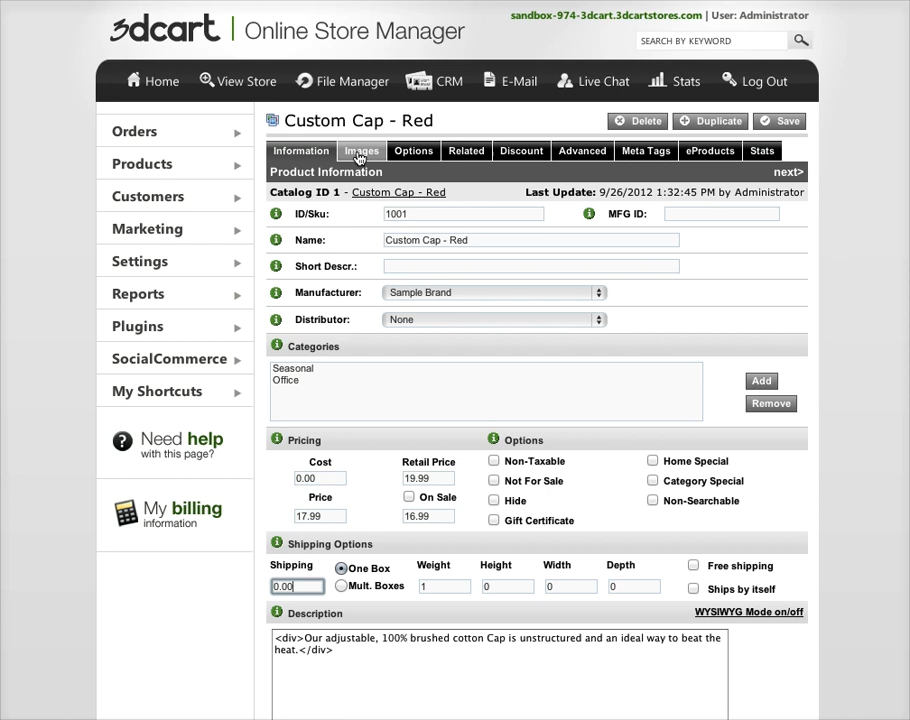 sandbox-974-3dcart.3dcartstores.com | User: Administrator
3dcart | Online Store Manager
SEARCH BY KEYWORD
Home View Store File Manager CRM E-Mail Live Chat Stats Log Out
Orders
Products
Customers
Marketing
Settings
Reports
Plugins
SocialCommerce
My Shortcuts
? Need help
with this page?
My billing
information
Custom Cap - Red
Delete Duplicate Save
Information Images Options Related Discount Advanced Meta Tags eProducts Stats
Product Information next>
Catalog ID 1 - Custom Cap - Red Last Update: 9/26/2012 1:32:45 PM by Administrator
ID/Sku: 1001 MFG ID:
Name: Custom Cap - Red
Short Descr.:
Manufacturer: Sample Brand
Distributor: None
Categories
Seasonal
Office
Add
Remove
Pricing Options
Cost Retail Price Non-Taxable Home Special
0.00 19.99 Not For Sale Category Special
Price On Sale Hide Non-Searchable
17.99 16.99 Gift Certificate
Shipping Options
Shipping One Box Weight Height Width Depth Free shipping
0.00 Mult. Boxes 1 0 0 0 Ships by itself
Description WYSIWYG Mode on/off
<div>Our adjustable, 100% brushed cotton Cap is unstructured and an ideal way to beat the
heat.</div>